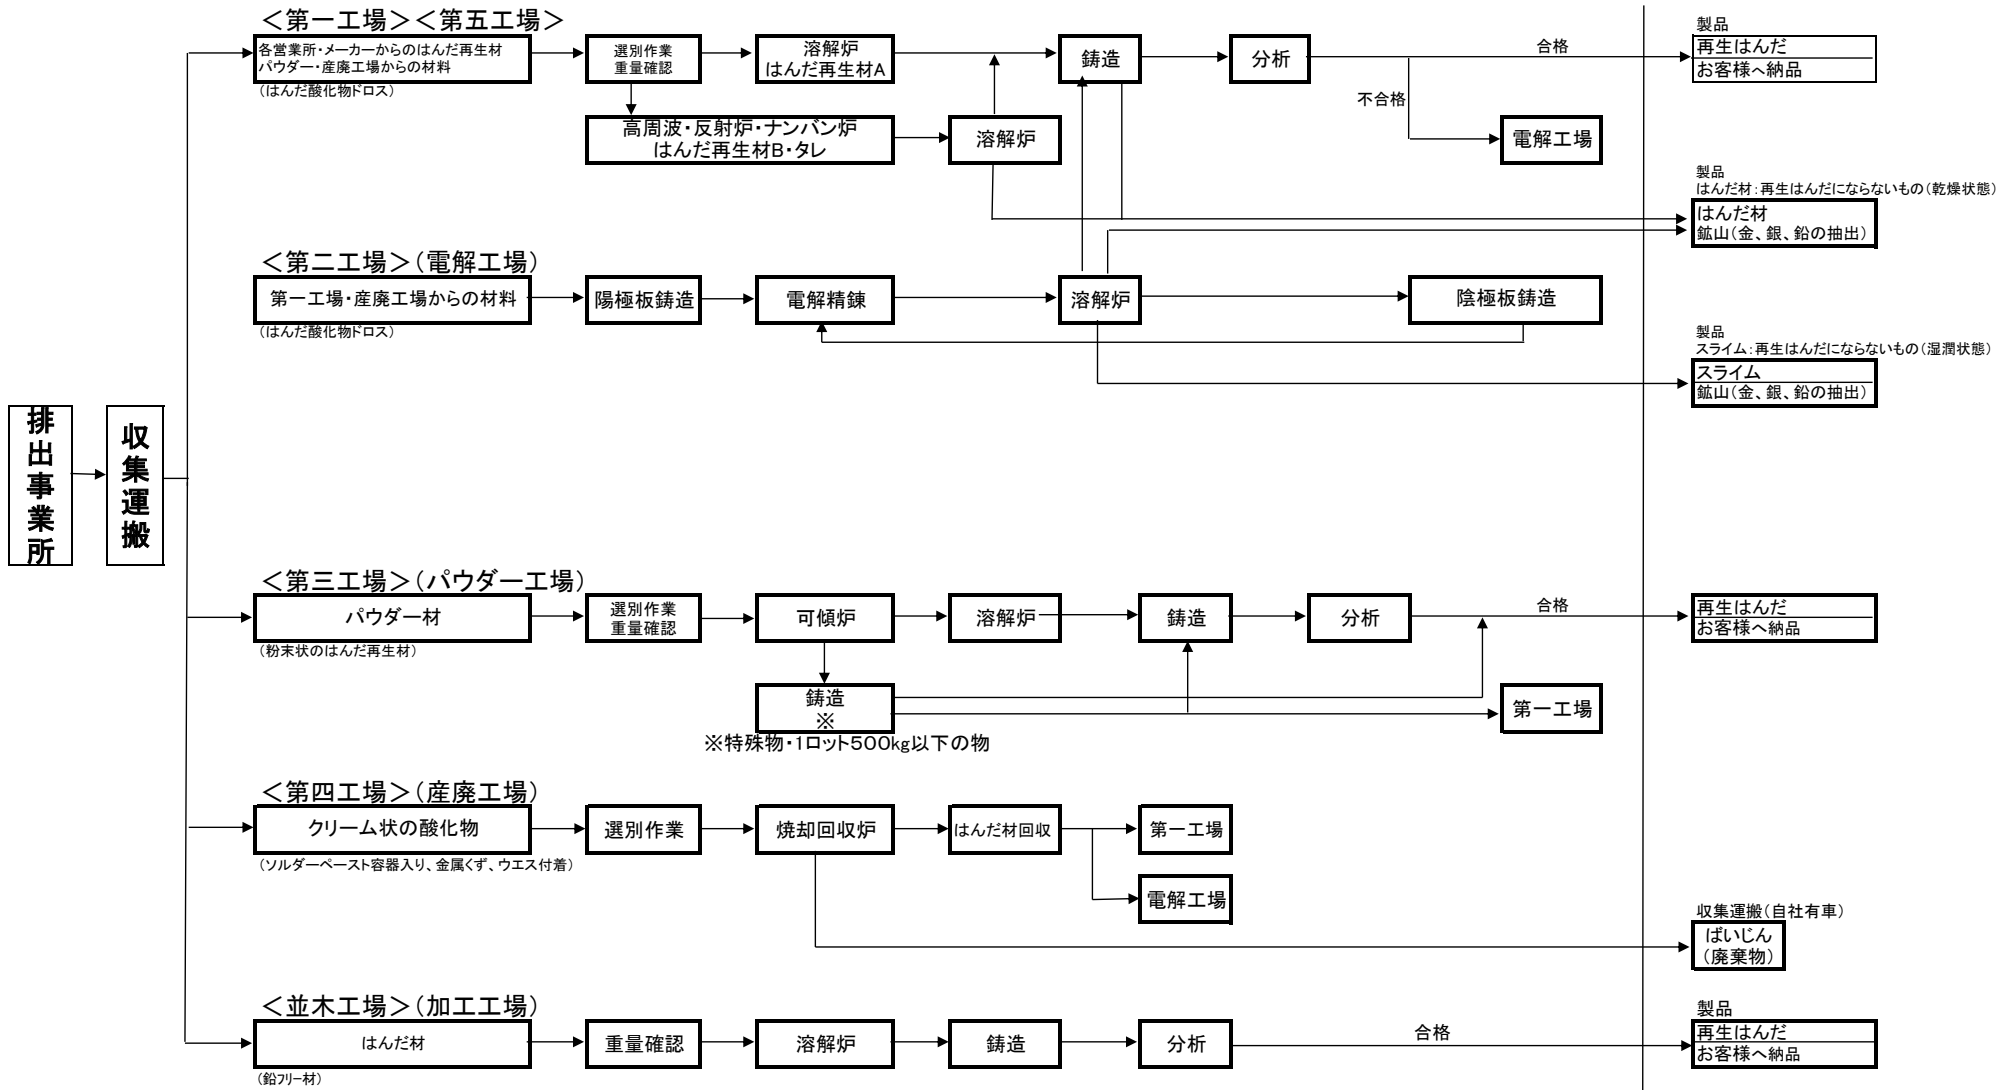 排出事業所
収集運搬
＜第一工場＞＜第五工場＞
各営業所・メーカーからのはんだ再生材
パウダー・産廃工場からの材料
(はんだ酸化物ドロス)
選別作業
重量確認
溶解炉
はんだ再生材A
鋳造
分析
合格
不合格
製品
再生はんだ
お客様へ納品
高周波・反射炉・ナンバン炉
はんだ再生材B・タレ
溶解炉
電解工場
製品
はんだ材：再生はんだにならないもの(乾燥状態)
はんだ材
鉱山(金、銀、鉛の抽出)
＜第二工場＞(電解工場)
第一工場・産廃工場からの材料
(はんだ酸化物ドロス)
陽極板鋳造
電解精錬
溶解炉
陰極板鋳造
製品
スライム：再生はんだにならないもの(湿潤状態)
スライム
鉱山(金、銀、鉛の抽出)
＜第三工場＞(パウダー工場)
パウダー材
(粉末状のはんだ再生材)
選別作業
重量確認
可傾炉
溶解炉
鋳造
分析
合格
再生はんだ
お客様へ納品
鋳造
※
第一工場
※特殊物・1ロット500kg以下の物
＜第四工場＞(産廃工場)
クリーム状の酸化物
(ソルダーペースト容器入り、金属くず、ウエス付着)
選別作業
焼却回収炉
はんだ材回収
第一工場
電解工場
収集運搬(自社有車)
ばいじん
(廃棄物)
＜並木工場＞(加工工場)
はんだ材
(鉛フリー材)
重量確認
溶解炉
鋳造
分析
合格
製品
再生はんだ
お客様へ納品